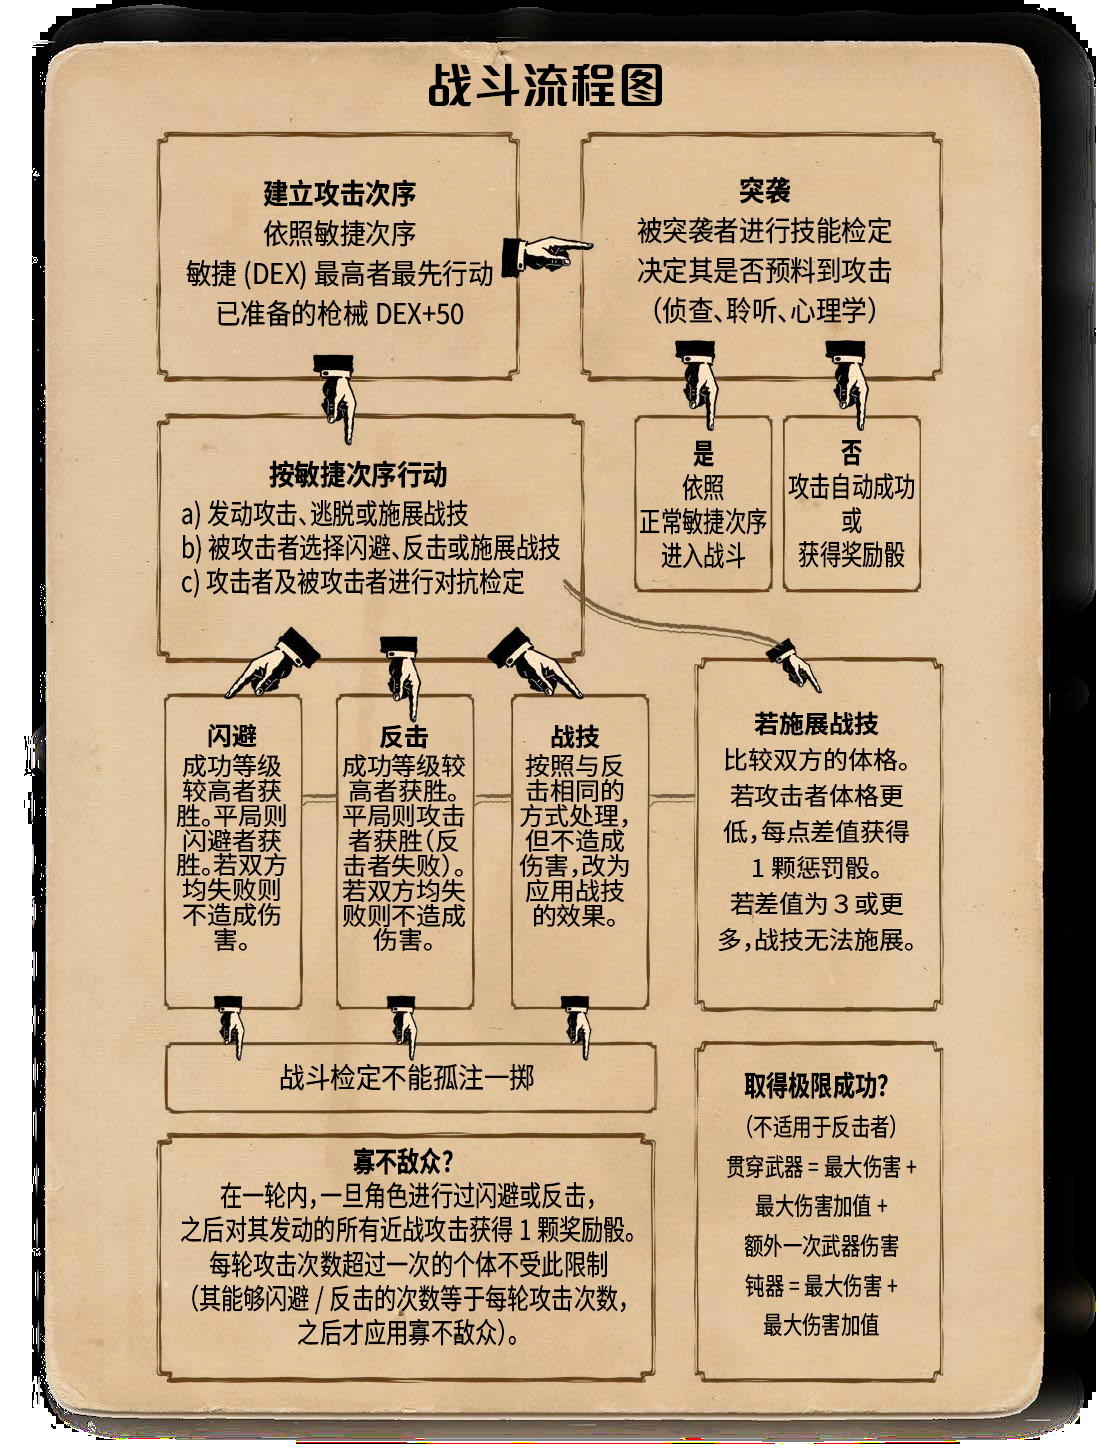 战斗流程图
建立攻击次序
依照敏捷次序
敏捷 (DEX) 最高者最先行动
已准备的枪械 DEX+50
突袭
被突袭者进行技能检定
决定其是否预料到攻击
（侦查、聆听、心理学）
按敏捷次序行动
a) 发动攻击、逃脱或施展战技
b) 被攻击者选择闪避、反击或施展战技
c) 攻击者及被攻击者进行对抗检定
是
依照
正常敏捷次序
进入战斗
否
攻击自动成功
或
获得奖励骰
闪避
成功等级
较高者获
胜。平局则
闪避者获
胜。若双方
均失败则
不造成伤
害。
反击
成功等级较
高者获胜。
平局则攻击
者获胜（反
击者失败）。
若双方均失
败则不造成
伤害。
战技
按照与反
击相同的
方式处理，
但不造成
伤害，改为
应用战技
的效果。
若施展战技
比较双方的体格。
若攻击者体格更
低，每点差值获得
1 颗惩罚骰。
若差值为 3 或更
多，战技无法施展。
战斗检定不能孤注一掷
寡不敌众？
在一轮内，一旦角色进行过闪避或反击，
之后对其发动的所有近战攻击获得 1 颗奖励骰。
每轮攻击次数超过一次的个体不受此限制
（其能够闪避 / 反击的次数等于每轮攻击次数，
之后才应用寡不敌众）。
取得极限成功？
（不适用于反击者）
贯穿武器 = 最大伤害 +
最大伤害加值 +
额外一次武器伤害
钝器 = 最大伤害 +
最大伤害加值